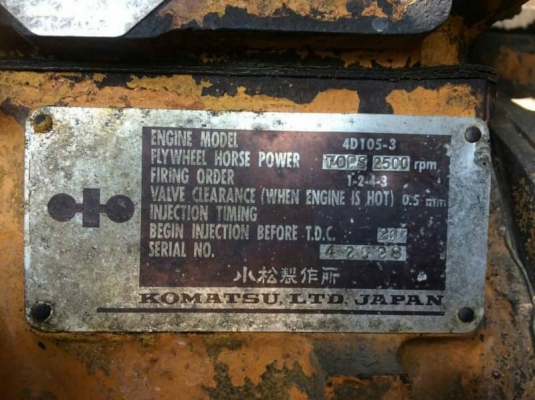 ENGINE MODEL 4D105-3
FLYWHEEL HORSE POWER 2500 rpm
FIRING ORDER 1-2-4-3
VALVE CLEARANCE (WHEN ENGINE IS HOT) 0.5 mm
INJECTION TIMING
BEGIN INJECTION BEFORE T.D.C.
SERIAL NO.
小松製作所
KOMATSU, LTD. JAPAN